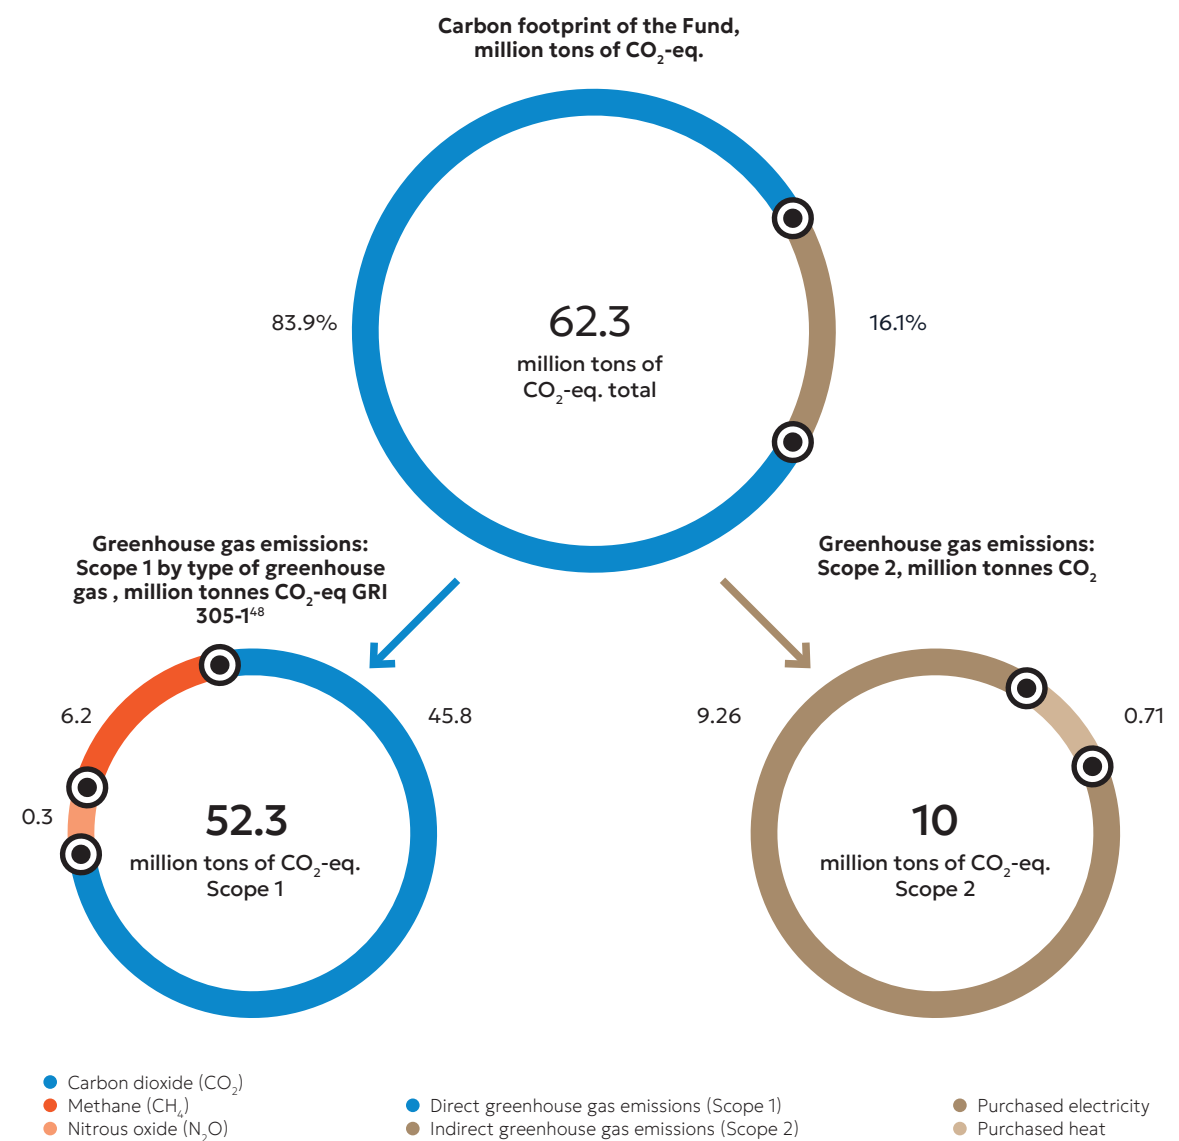 Carbon footprint of the Fund,
million tons of CO₂-eq.
83.9%
62.3
million tons of
CO₂-eq. total
16.1%
Greenhouse gas emissions:
Scope 1 by type of greenhouse
gas , million tonnes CO₂-eq GRI
305-1⁴⁸
Greenhouse gas emissions:
Scope 2, million tonnes CO₂
6.2
45.8
0.3
52.3
million tons of CO₂-eq.
Scope 1
9.26
0.71
10
million tons of CO₂-eq.
Scope 2
Carbon dioxide (CO₂)
Methane (CH₄)
Nitrous oxide (N₂O)
Direct greenhouse gas emissions (Scope 1)
Indirect greenhouse gas emissions (Scope 2)
Purchased electricity
Purchased heat